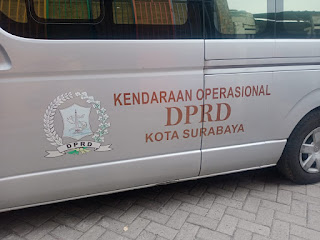 KENDARAAN OPERASIONAL
DPRD
KOTA SURABAYA
DPRD